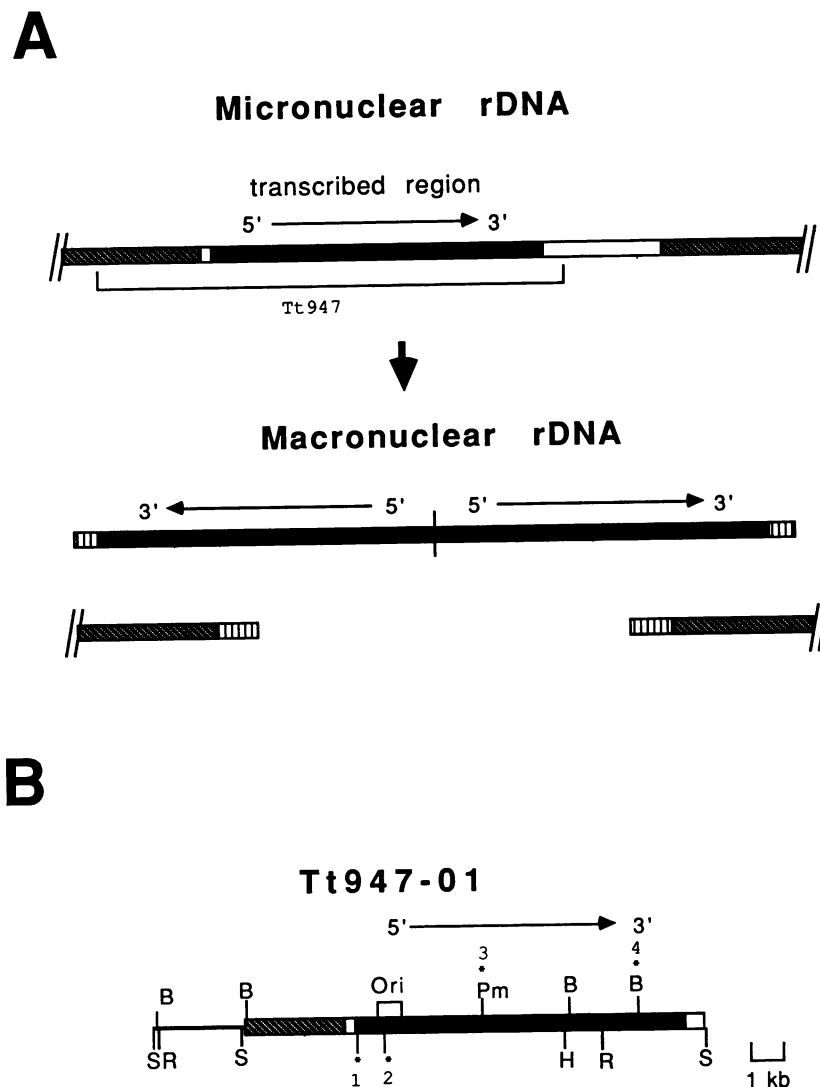 A
Micronuclear rDNA
transcribed region
5' 3'
Tt947
Macronuclear rDNA
3' 5' 5' 3'
B
Tt947-01
5' 3'
3 4
B B Ori Pm B B
S R S H R S
1 2 1 kb